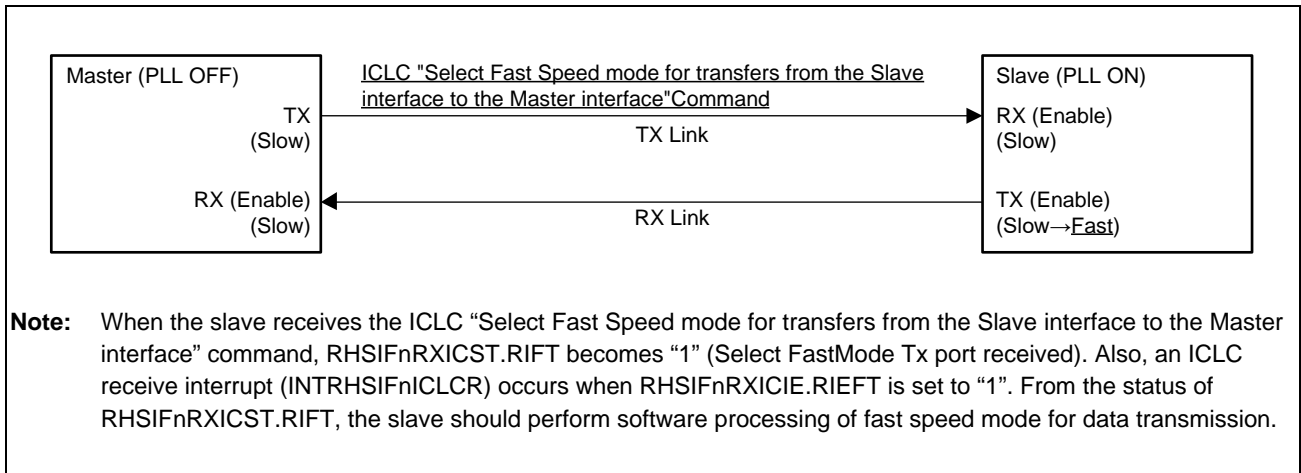 Master (PLL OFF)
TX
(Slow)
RX (Enable)
(Slow)
ICLC "Select Fast Speed mode for transfers from the Slave
interface to the Master interface"Command
TX Link
RX Link
Slave (PLL ON)
RX (Enable)
(Slow)
TX (Enable)
(Slow→Fast)
Note: When the slave receives the ICLC “Select Fast Speed mode for transfers from the Slave interface to the Master
interface” command, RHSIFnRXICST.RIFT becomes “1” (Select FastMode Tx port received). Also, an ICLC
receive interrupt (INTRHSIFnICLCR) occurs when RHSIFnRXICIE.RIEFT is set to “1”. From the status of
RHSIFnRXICST.RIFT, the slave should perform software processing of fast speed mode for data transmission.